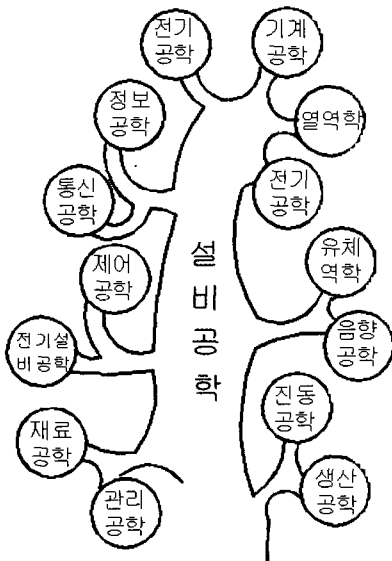 전기
공학
기계
공학
정보
공학
열역학
통신
공학
전기
공학
제어
공학
유체
역학
설
비
공
학
전기설
비공학
음향
공학
재료
공학
진동
공학
관리
공학
생산
공학